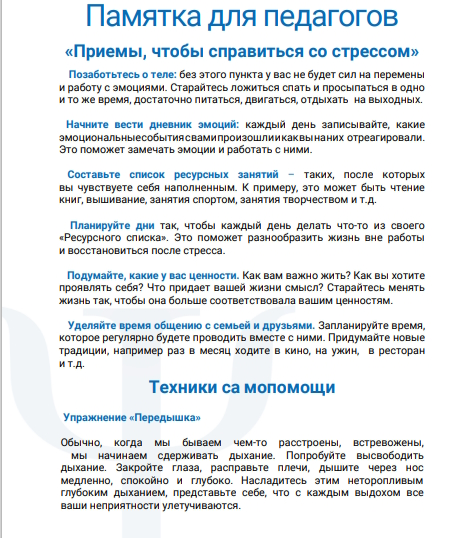 Памятка для педагогов
«Приемы, чтобы справиться со стрессом»
Позаботьтесь о теле: без этого пункта у вас не будет сил на перемены
и работу с эмоциями. Старайтесь ложиться спать и просыпаться в одно
и то же время, достаточно питаться, двигаться, отдыхать на выходных.
Начните вести дневник эмоций: каждый день записывайте, какие
эмоциональные события с вами произошли и как вы на них отреагировали.
Это поможет замечать эмоции и работать с ними.
Составьте список ресурсных занятий – таких, после которых
вы чувствуете себя наполненным. К примеру, это может быть чтение
книг, вышивание, занятия спортом, занятия творчеством и т.д.
Планируйте дни так, чтобы каждый день делать что-то из своего
«Ресурсного списка». Это поможет разнообразить жизнь вне работы
и восстановиться после стресса.
Подумайте, какие у вас ценности. Как вам важно жить? Как вы хотите
проявлять себя? Что придает вашей жизни смысл? Старайтесь менять
жизнь так, чтобы она больше соответствовала вашим ценностям.
Уделяйте время общению с семьей и друзьями. Запланируйте время,
которое регулярно будете проводить вместе с ними. Придумайте новые
традиции, например раз в месяц ходите в кино, на ужин, в ресторан
и т.д.
Техники са мопомощи
Упражнение «Передышка»
Обычно, когда мы бываем чем-то расстроены, встревожены,
мы начинаем сдерживать дыхание. Попробуйте высвободить
дыхание. Закройте глаза, расправьте плечи, дышите через нос
медленно, спокойно и глубоко. Насладитесь этим неторопливым
глубоким дыханием, представьте себе, что с каждым выдохом все
ваши неприятности улетучиваются.